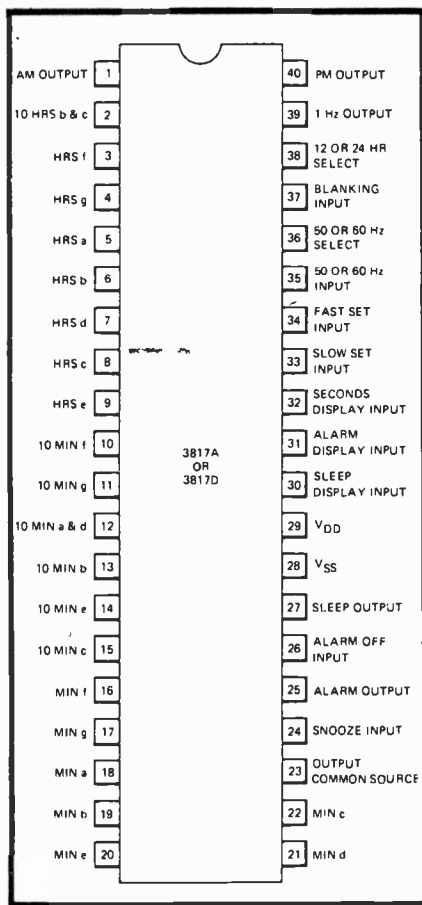 AM OUTPUT 1
10 HRS b & c 2
HRS f 3
HRS g 4
HRS a 5
HRS b 6
HRS d 7
HRS c 8
HRS e 9
10 MIN f 10
10 MIN g 11
10 MIN a & d 12
10 MIN b 13
10 MIN e 14
10 MIN c 15
MIN f 16
MIN g 17
MIN a 18
MIN b 19
MIN e 20
3817A
OR
3817D
40 PM OUTPUT
39 1 Hz OUTPUT
38 12 OR 24 HR
SELECT
37 BLANKING
INPUT
36 50 OR 60 Hz
SELECT
35 50 OR 60 Hz
INPUT
34 FAST SET
INPUT
33 SLOW SET
INPUT
32 SECONDS
DISPLAY INPUT
31 ALARM
DISPLAY INPUT
30 SLEEP
DISPLAY INPUT
29 VDD
28 VSS
27 SLEEP OUTPUT
26 ALARM OFF
INPUT
25 ALARM OUTPUT
24 SNOOZE INPUT
23 OUTPUT
COMMON SOURCE
22 MIN c
21 MIN d